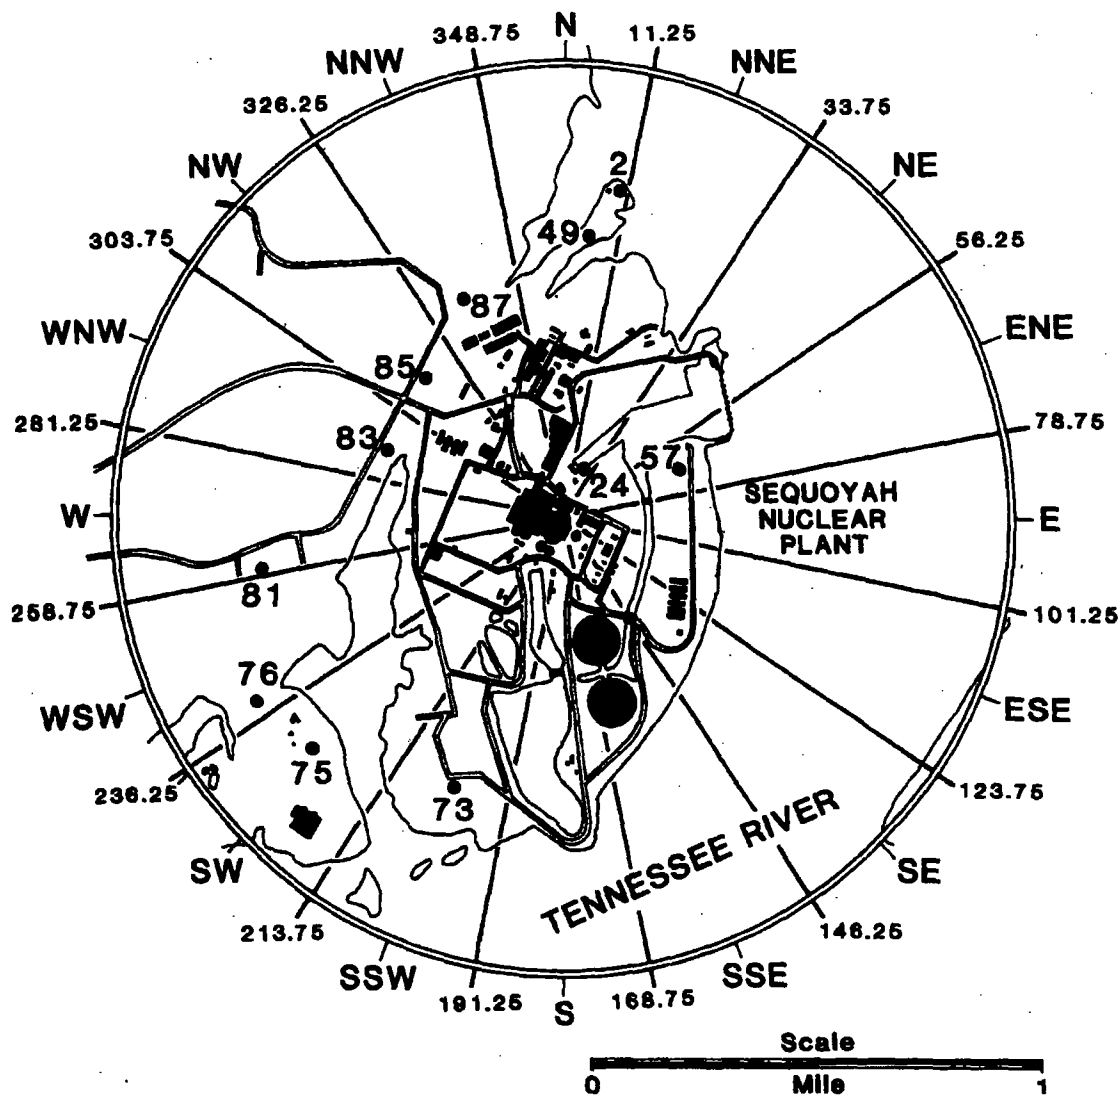 N
348.75
11.25
NNW
NNE
326.25
33.75
NW
2
NE
49
303.75
56.25
87
WNW
ENE
85
281.25
83
57
78.75
24
SEQUOYAH
NUCLEAR
PLANT
W
E
81
258.75
101.25
76
WSW
ESE
75
236.25
73
123.75
TENNESSEE RIVER
SW
SE
213.75
146.25
SSW
SSE
191.25
168.75
S
Scale
0
Mile
1